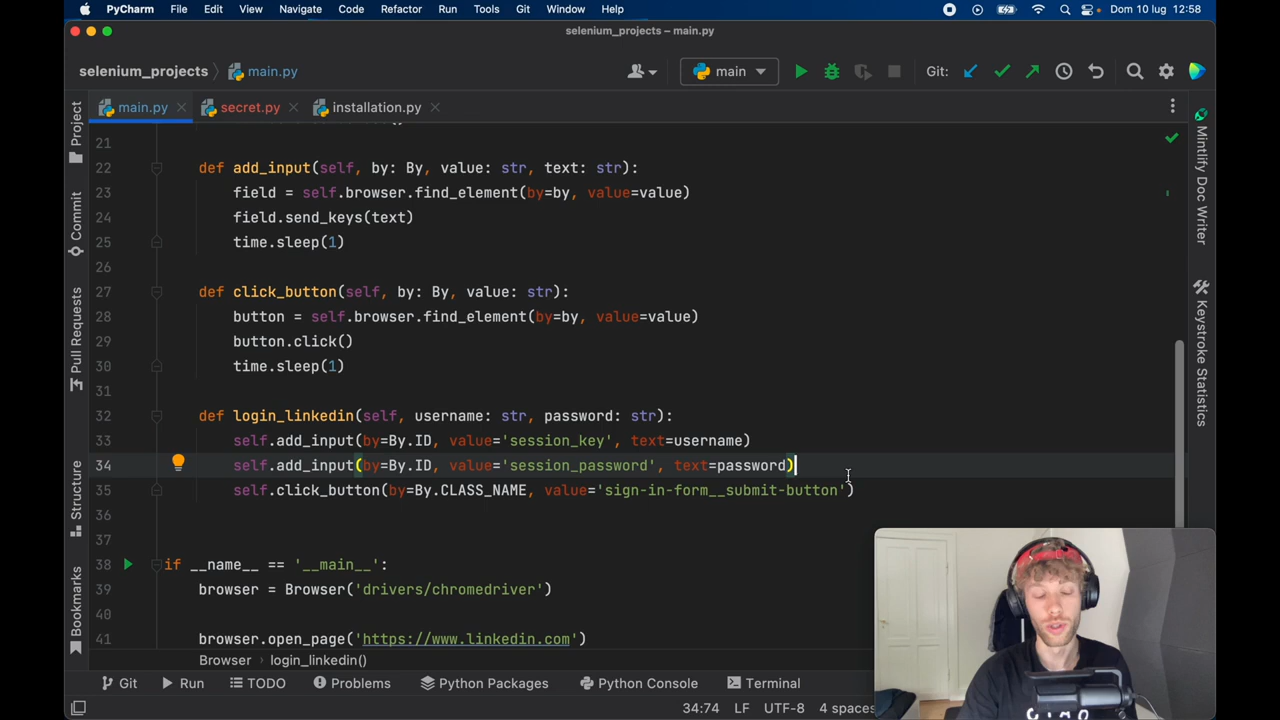 PyCharm File Edit View Navigate Code Refactor Run Tools Git Window Help Dom 10 lug 12:58
selenium_projects – main.py
selenium_projects main.py main Git:
main.py secret.py installation.py
Project
Commit
Pull Requests
Structure
Bookmarks
21
22 def add_input(self, by: By, value: str, text: str):
23 field = self.browser.find_element(by=by, value=value)
24 field.send_keys(text)
25 time.sleep(1)
26
27 def click_button(self, by: By, value: str):
28 button = self.browser.find_element(by=by, value=value)
29 button.click()
30 time.sleep(1)
31
32 def login_linkedin(self, username: str, password: str):
33 self.add_input(by=By.ID, value='session_key', text=username)
34 self.add_input(by=By.ID, value='session_password', text=password)
35 self.click_button(by=By.CLASS_NAME, value='sign-in-form__submit-button')
36
37
38 if __name__ == '__main__':
39 browser = Browser('drivers/chromedriver')
40
41 browser.open_page('https://www.linkedin.com')
Mintlify Doc Writer
Keystroke Statistics
Browser login_linkedin()
Git Run TODO Problems Python Packages Python Console Terminal
34:74 LF UTF-8 4 spaces